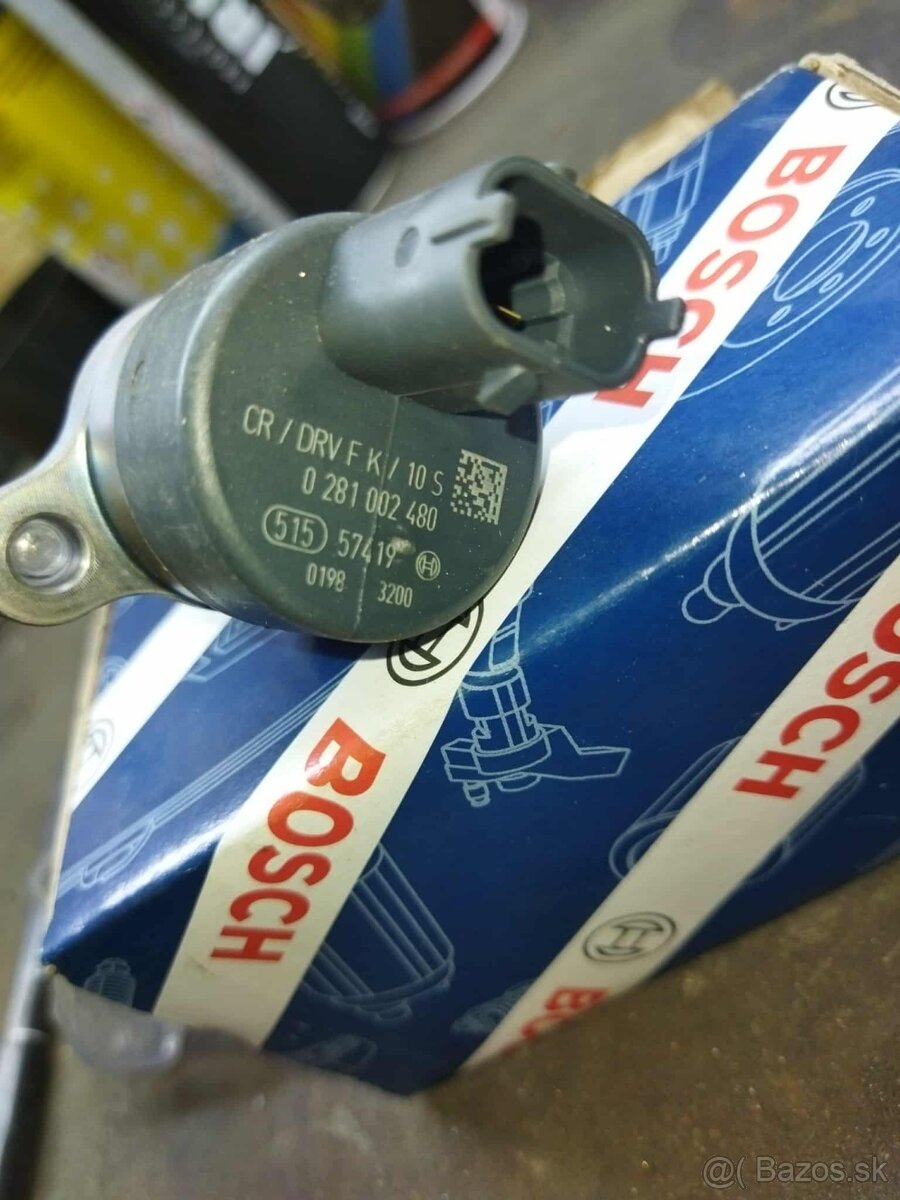 CR / DRV F K / 10 S
0 281 002 480
515 57419
0198 3200
BOSCH
BOSCH
BOSCH
BOSCH
@( Bazos.sk